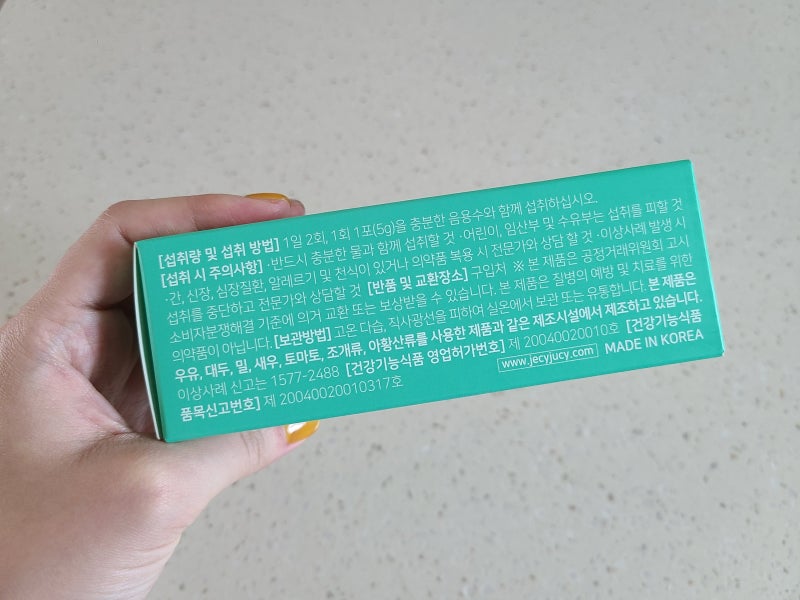 [섭취량 및 섭취 방법] 1일 2회, 1회 1포(5g)을 충분한 음용수와 함께 섭취하십시오.
[섭취 시 주의사항] ·반드시 충분한 물과 함께 섭취할 것 ·어린이, 임산부 및 수유부는 섭취를 피할 것
·간, 신장, 심장질환, 알레르기 및 천식이 있거나 의약품 복용 시 전문가와 상담 할 것 ·이상사례 발생 시
섭취를 중단하고 전문가와 상담할 것 [반품 및 교환장소] 구입처 ※ 본 제품은 공정거래위원회 고시
소비자분쟁해결 기준에 의거 교환 또는 보상받을 수 있습니다. 본 제품은 질병의 예방 및 치료를 위한
의약품이 아닙니다. [보관방법] 고온 다습, 직사광선을 피하여 실온에서 보관 또는 유통합니다. 본 제품은
우유, 대두, 밀, 새우, 토마토, 조개류, 아황산류를 사용한 제품과 같은 제조시설에서 제조하고 있습니다.
이상사례 신고는 1577-2488 [건강기능식품 영업허가번호] 제 20040020010호 [건강기능식품
품목신고번호] 제 20040020010317호
www.jecyjucy.com MADE IN KOREA